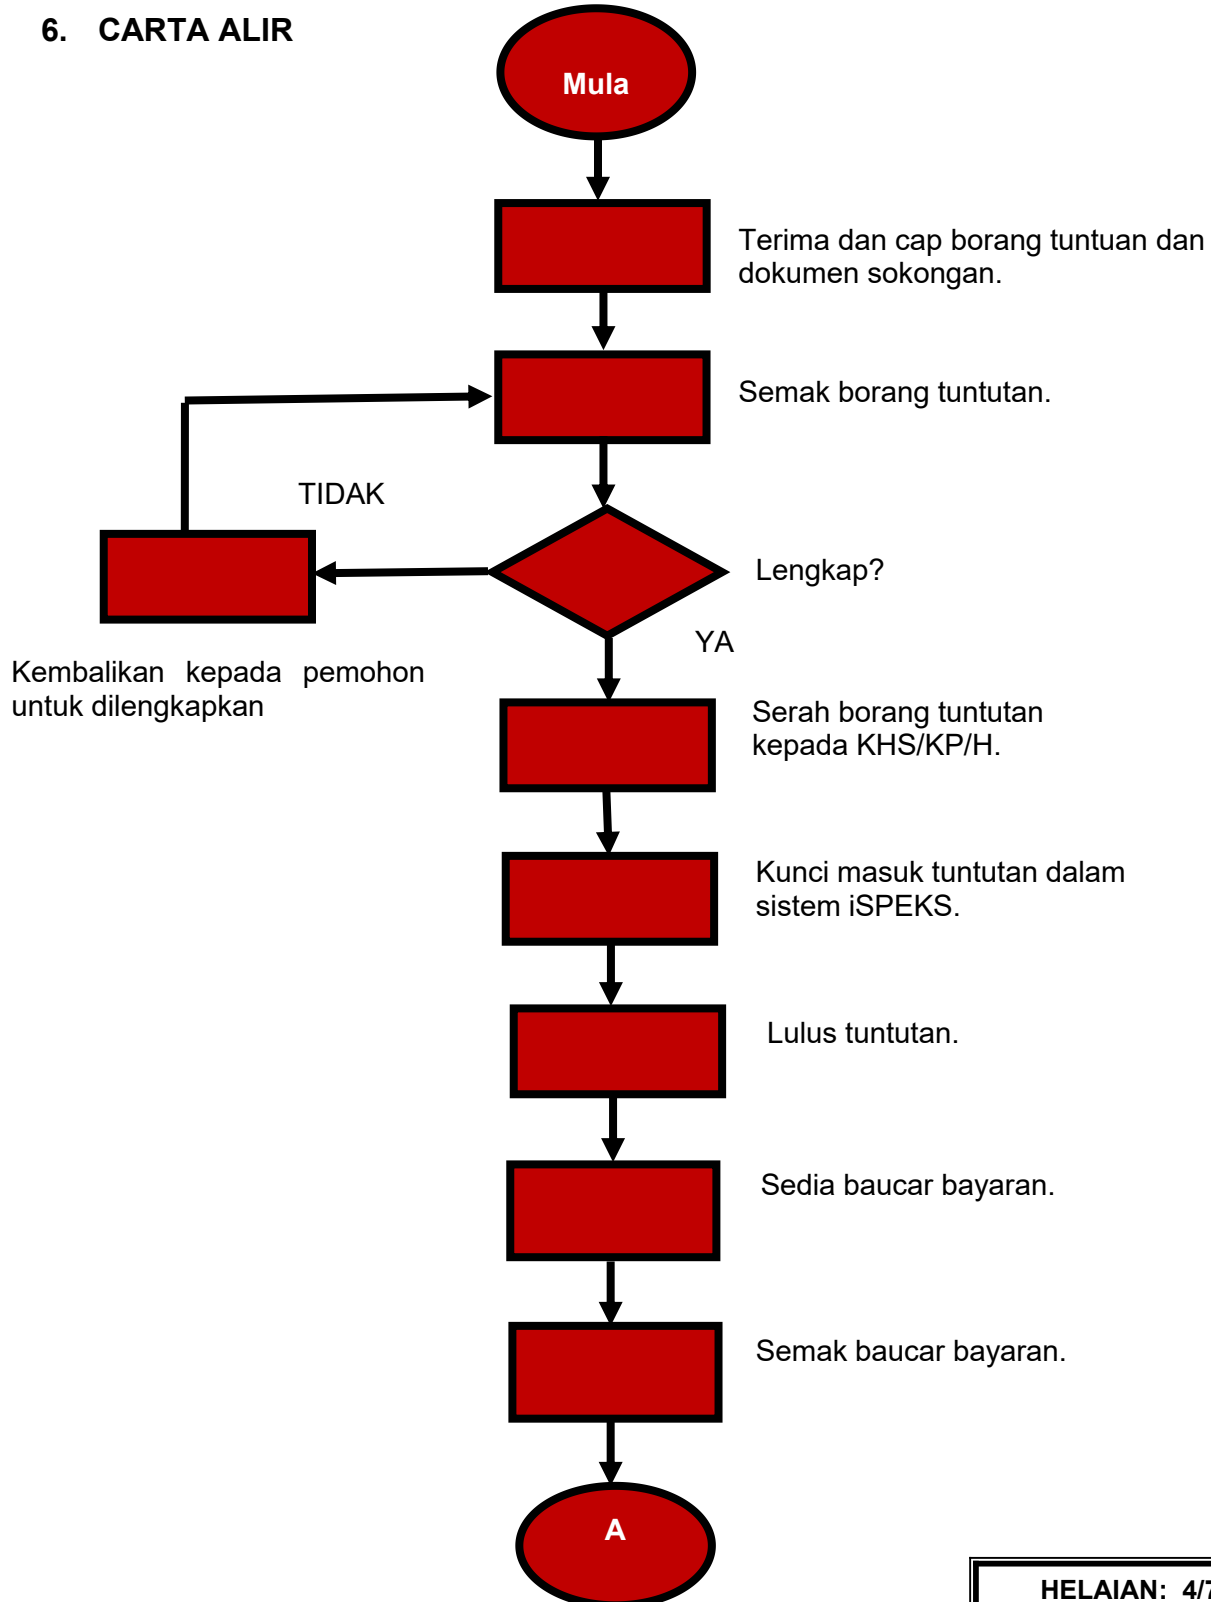 6. CARTA ALIR
Mula
Terima dan cap borang tuntuan dan
dokumen sokongan.
Semak borang tuntutan.
TIDAK
Lengkap?
YA
Kembalikan kepada pemohon
untuk dilengkapkan
Serah borang tuntutan
kepada KHS/KP/H.
Kunci masuk tuntutan dalam
sistem iSPEKS.
Lulus tuntutan.
Sedia baucar bayaran.
Semak baucar bayaran.
A
HELAIAN: 4/7